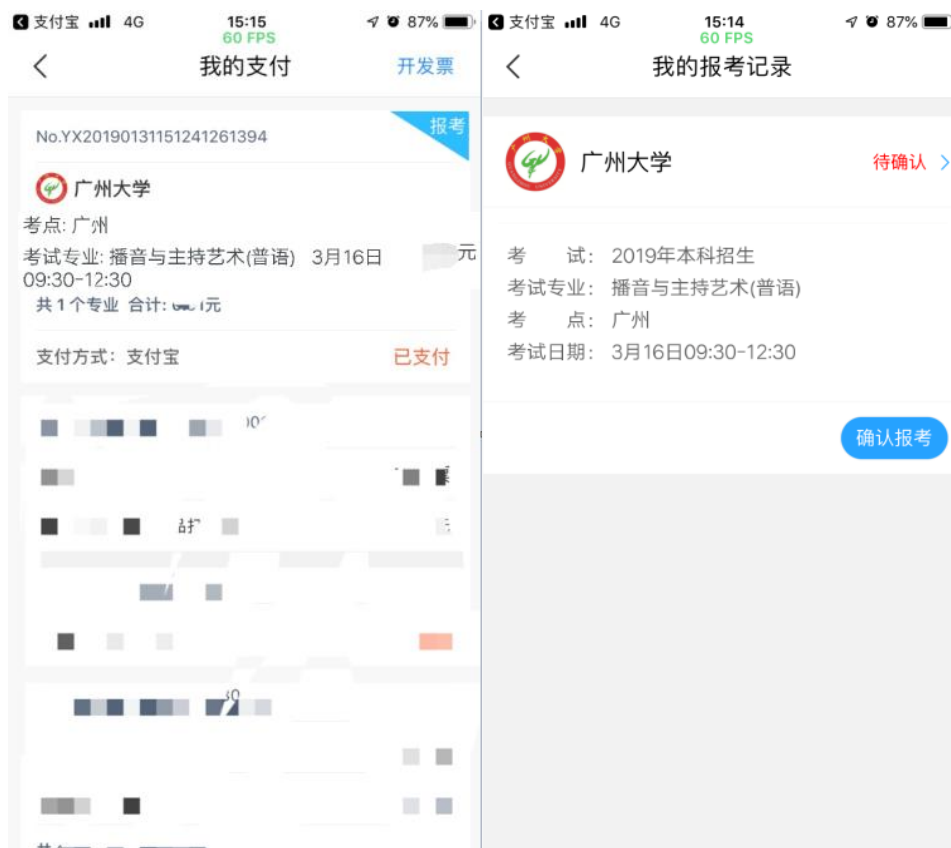 支付宝 4G 15:15 87%
60 FPS
我的支付 开发票
No.YX20190131151241261394 报考
广州大学
考点: 广州
考试专业: 播音与主持艺术(普语) 3月16日 元
09:30-12:30
共1个专业 合计: 元
支付方式: 支付宝 已支付
支付宝 4G 15:14 87%
60 FPS
我的报考记录
广州大学 待确认
考 试: 2019年本科招生
考试专业: 播音与主持艺术(普语)
考 点: 广州
考试日期: 3月16日09:30-12:30
确认报考